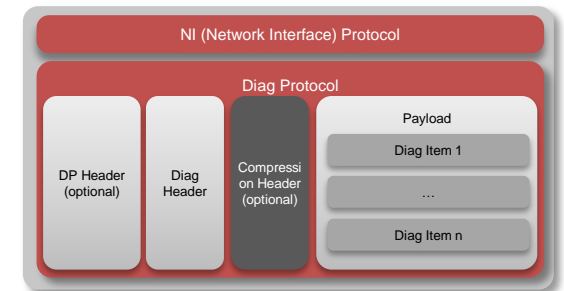 NI (Network Interface) Protocol
Diag Protocol
DP Header
(optional)
Diag
Header
Compressi
on Header
(optional)
Payload
Diag Item 1
…
Diag Item n